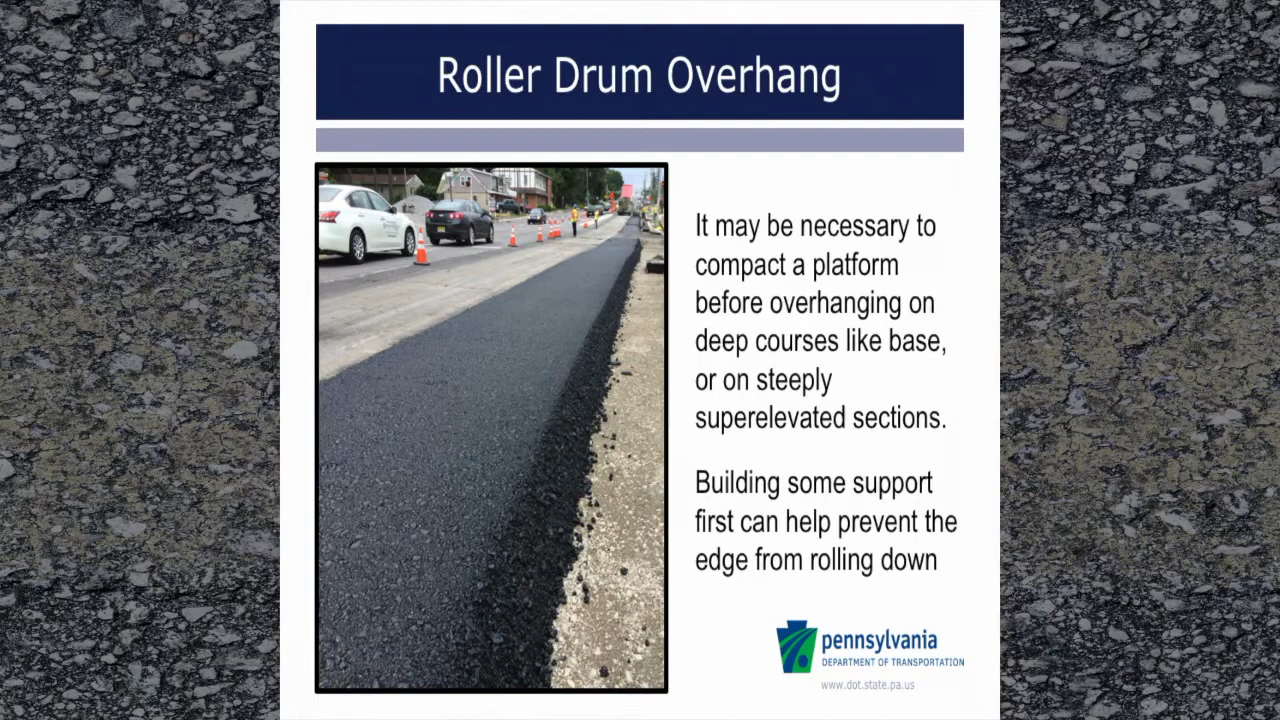 Roller Drum Overhang
It may be necessary to
compact a platform
before overhanging on
deep courses like base,
or on steeply
superelevated sections.
Building some support
first can help prevent the
edge from rolling down
pennsylvania
DEPARTMENT OF TRANSPORTATION
www.dot.state.pa.us